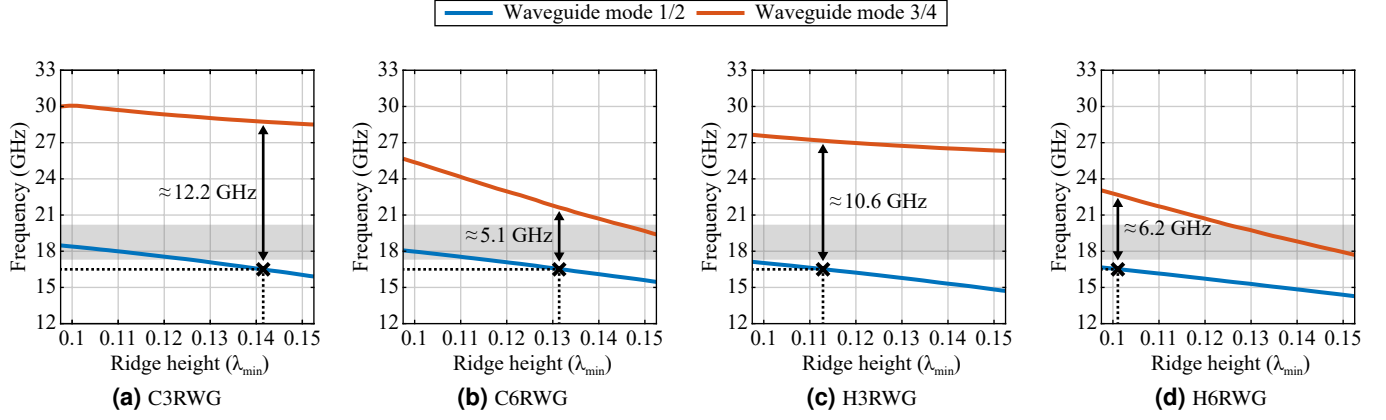 Waveguide mode 1/2 Waveguide mode 3/4
33
30
27
24
21
18
15
12
Frequency (GHz)
≈12.2 GHz
0.1 0.11 0.12 0.13 0.14 0.15
Ridge height (λmin)
(a) C3RWG
33
30
27
24
21
18
15
12
Frequency (GHz)
≈5.1 GHz
0.1 0.11 0.12 0.13 0.14 0.15
Ridge height (λmin)
(b) C6RWG
33
30
27
24
21
18
15
12
Frequency (GHz)
≈10.6 GHz
0.1 0.11 0.12 0.13 0.14 0.15
Ridge height (λmin)
(c) H3RWG
33
30
27
24
21
18
15
12
Frequency (GHz)
≈6.2 GHz
0.1 0.11 0.12 0.13 0.14 0.15
Ridge height (λmin)
(d) H6RWG